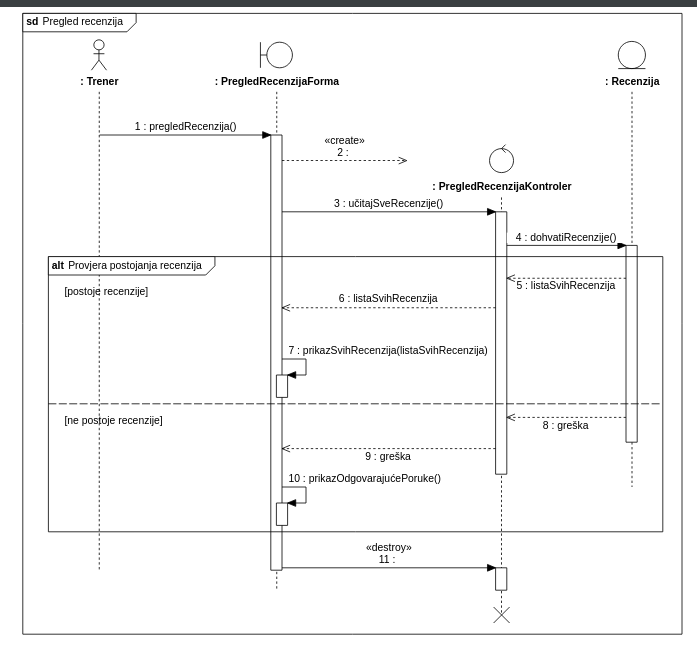 sd Pregled recenzija
: Trener
: PregledRecenzijaForma
: Recenzija
1 : pregledRecenzija()
«create»
2 :
: PregledRecenzijaKontroler
3 : učitajSveRecenzije()
4 : dohvatiRecenzije()
alt Provjera postojanja recenzija
[postoje recenzije]
5 : listaSvihRecenzija
6 : listaSvihRecenzija
7 : prikazSvihRecenzija(listaSvihRecenzija)
[ne postoje recenzije]
8 : greška
9 : greška
10 : prikazOdgovarajućePoruke()
«destroy»
11 :